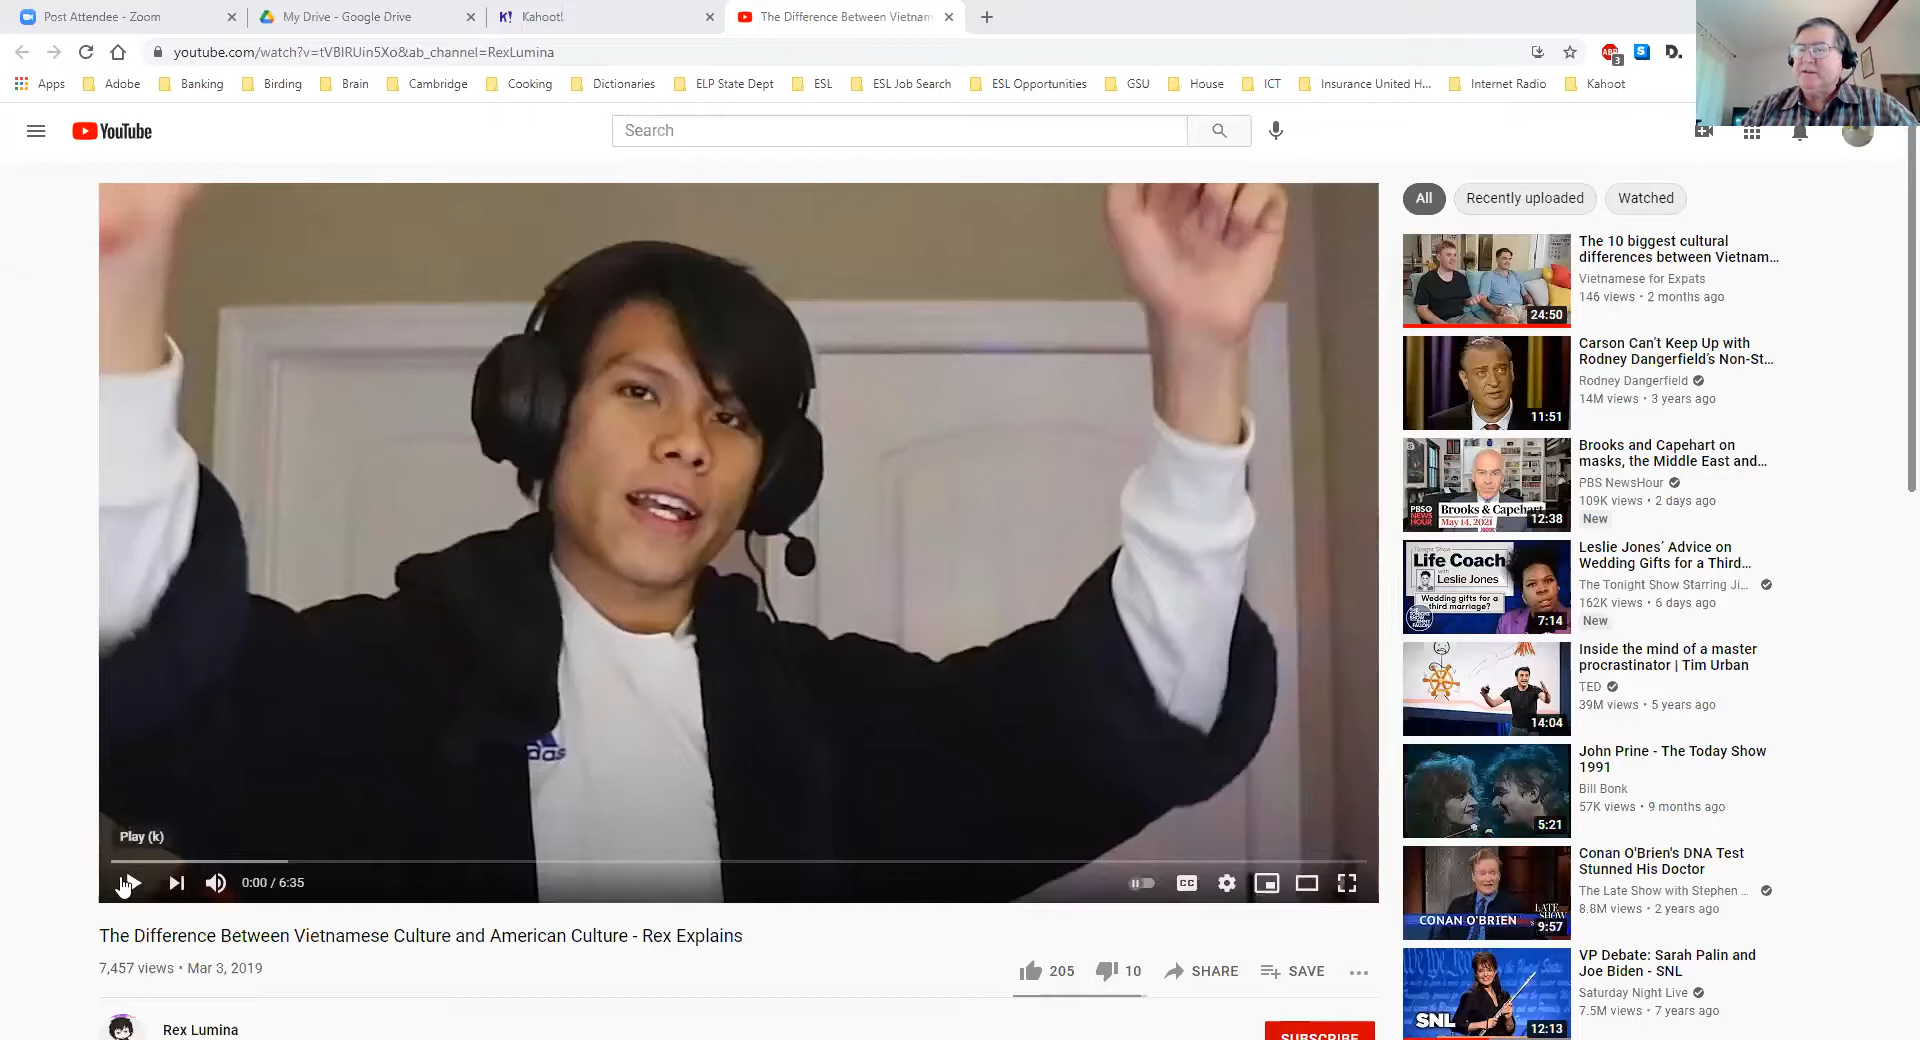 Post Attendee - Zoom
My Drive - Google Drive
Kahoot!
The Difference Between Vietnam
youtube.com/watch?v=tVBlRUin5Xo&ab_channel=RexLumina
Apps
Adobe
Banking
Birding
Brain
Cambridge
Cooking
Dictionaries
ELP State Dept
ESL
ESL Job Search
ESL Opportunities
GSU
House
ICT
Insurance United H...
Internet Radio
Kahoot
YouTube
Search
All
Recently uploaded
Watched
The 10 biggest cultural
differences between Vietnam...
Vietnamese for Expats
146 views • 2 months ago
24:50
Carson Can't Keep Up with
Rodney Dangerfield's Non-St...
Rodney Dangerfield
14M views • 3 years ago
11:51
Brooks and Capehart on
masks, the Middle East and...
PBS NewsHour
109K views • 2 days ago
New
Brooks & Capehart
May 14, 2021
12:38
Leslie Jones' Advice on
Wedding Gifts for a Third...
The Tonight Show Starring Ji...
162K views • 6 days ago
New
Life Coach
with
Leslie Jones
Wedding gifts for a
third marriage?
7:14
Inside the mind of a master
procrastinator | Tim Urban
TED
39M views • 5 years ago
14:04
John Prine - The Today Show
1991
Bill Bonk
57K views • 9 months ago
5:21
Conan O'Brien's DNA Test
Stunned His Doctor
The Late Show with Stephen ...
8.8M views • 2 years ago
CONAN O'BRIEN
LATE
SHOW
9:57
VP Debate: Sarah Palin and
Joe Biden - SNL
Saturday Night Live
7.5M views • 7 years ago
SNL
12:13
Play (k)
0:00 / 6:35
CC
The Difference Between Vietnamese Culture and American Culture - Rex Explains
7,457 views • Mar 3, 2019
205
10
SHARE
SAVE
Rex Lumina
SUBSCRIBE